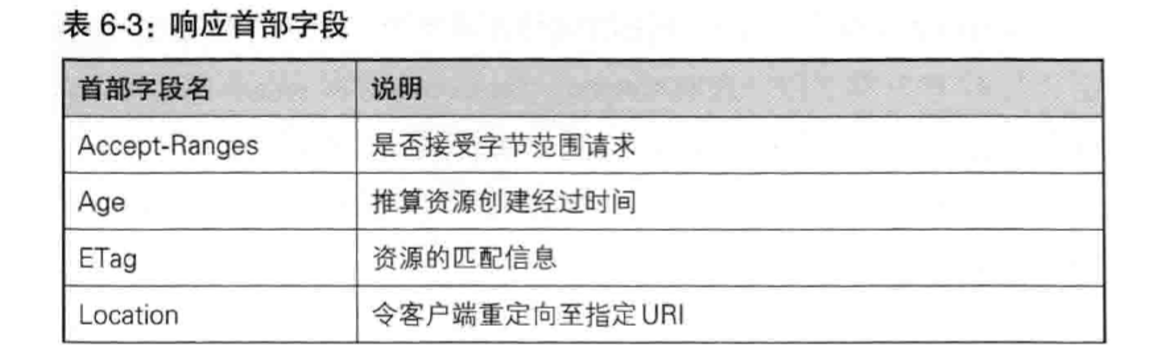 表 6-3：响应首部字段
首部字段名 说明
Accept-Ranges 是否接受字节范围请求
Age 推算资源创建经过时间
ETag 资源的匹配信息
Location 令客户端重定向至指定URI